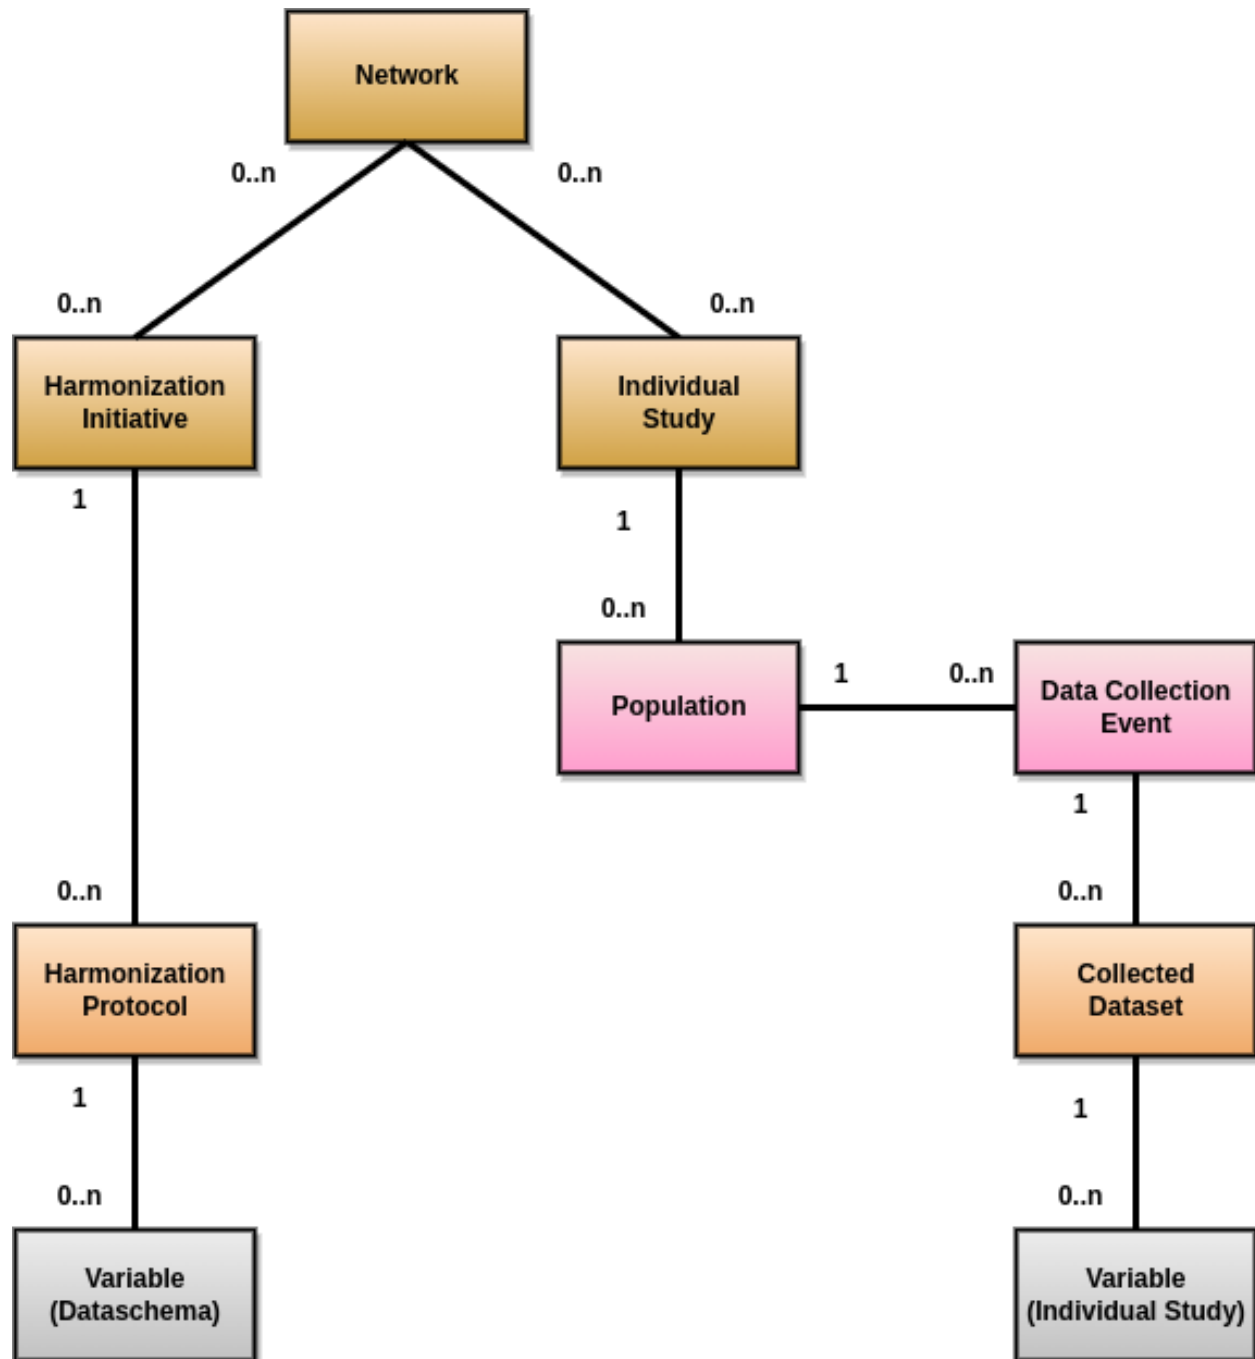 Network
0..n
0..n
0..n
0..n
Harmonization
Initiative
Individual
Study
1
1
0..n
Population
1
0..n
Data Collection
Event
1
0..n
0..n
Harmonization
Protocol
Collected
Dataset
1
1
0..n
0..n
Variable
(Dataschema)
Variable
(Individual Study)